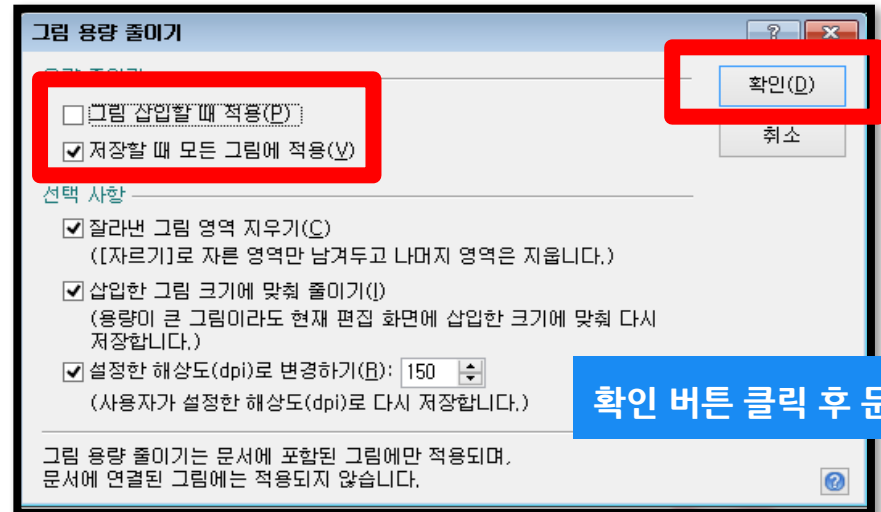 그림 용량 줄이기
확인(D)
그림 삽입할 때 적용(P)
취소
저장할 때 모든 그림에 적용(V)
선택 사항
잘라낸 그림 영역 지우기(C)
([자르기]로 자른 영역만 남겨두고 나머지 영역은 지웁니다.)
삽입한 그림 크기에 맞춰 줄이기(I)
(용량이 큰 그림이라도 현재 편집 화면에 삽입한 크기에 맞춰 다시
저장합니다.)
설정한 해상도(dpi)로 변경하기(R): 150
(사용자가 설정한 해상도(dpi)로 다시 저장합니다.)
확인 버튼 클릭 후
그림 용량 줄이기는 문서에 포함된 그림에만 적용되며,
문서에 연결된 그림에는 적용되지 않습니다.